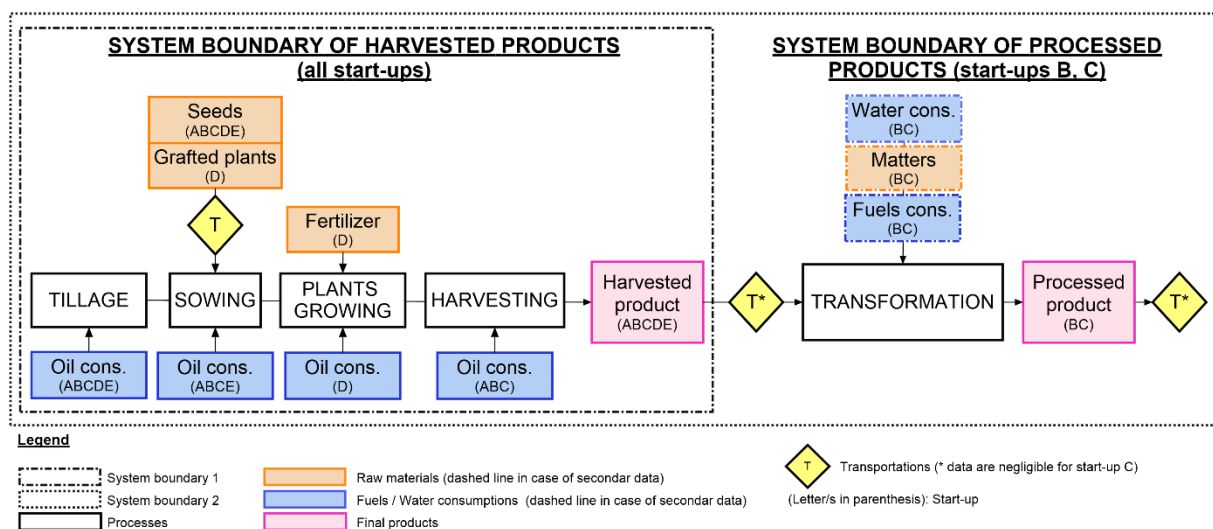 SYSTEM BOUNDARY OF HARVESTED PRODUCTS
(all start-ups)
SYSTEM BOUNDARY OF PROCESSED
PRODUCTS (start-ups B, C)
Seeds
(ABCDE)
Grafted plants
(D)
T
Fertilizer
(D)
TILLAGE
SOWING
PLANTS
GROWING
HARVESTING
Harvested
product
(ABCDE)
Oil cons.
(ABCDE)
Oil cons.
(ABCE)
Oil cons.
(D)
Oil cons.
(ABC)
Water cons.
(BC)
Matters
(BC)
Fuels cons.
(BC)
T*
TRANSFORMATION
Processed
product
(BC)
T*
Legend
System boundary 1
System boundary 2
Processes
Raw materials (dashed line in case of secondar data)
Fuels / Water consumptions (dashed line in case of secondar data)
Final products
T
Transportations (* data are negligible for start-up C)
(Letter/s in parenthesis): Start-up